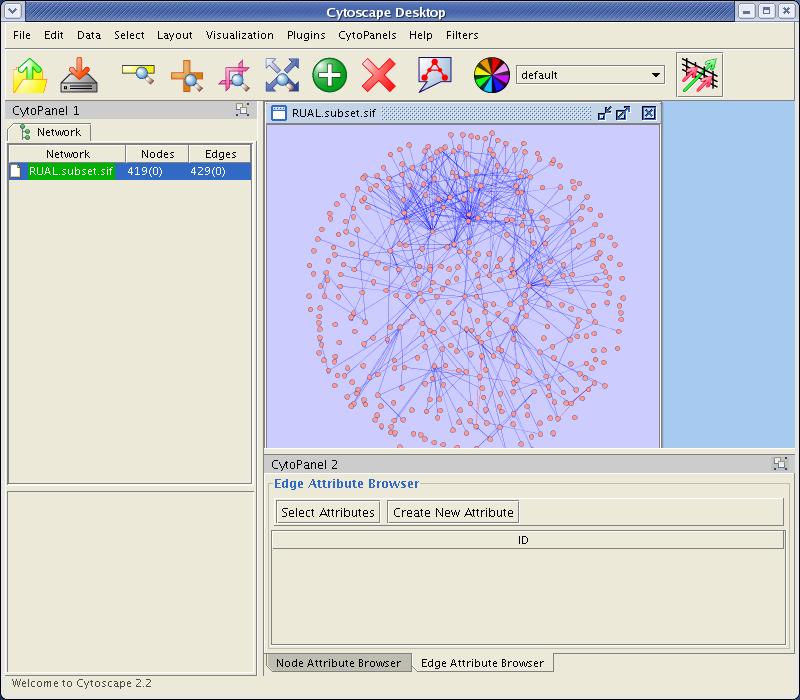 Cytoscape Desktop
File Edit Data Select Layout Visualization Plugins CytoPanels Help Filters
default
CytoPanel 1
RUAL.subset.sif
Network
Network Nodes Edges
RUAL.subset.sif 419(0) 429(0)
CytoPanel 2
Edge Attribute Browser
Select Attributes Create New Attribute
ID
Node Attribute Browser Edge Attribute Browser
Welcome to Cytoscape 2.2